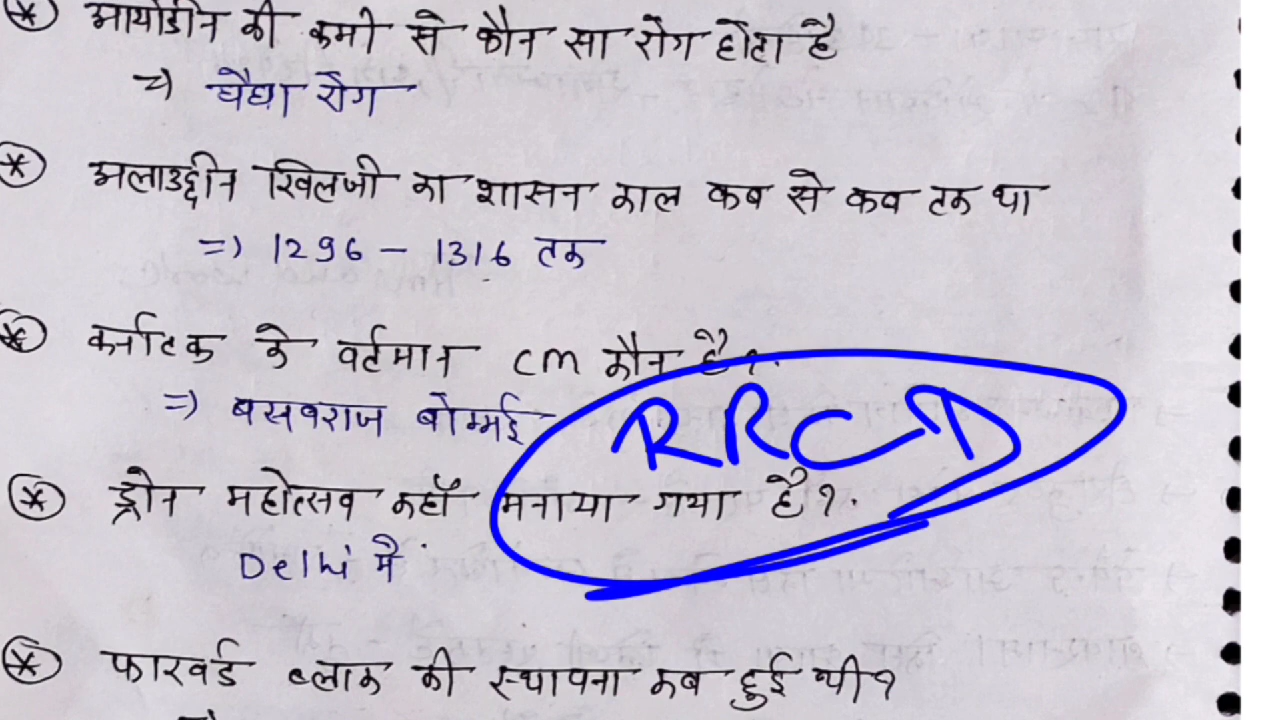 आयोडीन की कमी से कौन सा रोग होता है
=> घेघा रोग
अलाउद्दीन खिलजी का शासन काल कब से कब तक था
=> 1296 - 1316 तक
कर्नाटक के वर्टमान cm कौन है?.
=> बसवराज बोम्मई
RRCD
ड्रोन महोत्सव कहाँ मनाया गया है?.
Delhi में
फारवर्ड ब्लाक की स्थापना कब हुई थी?